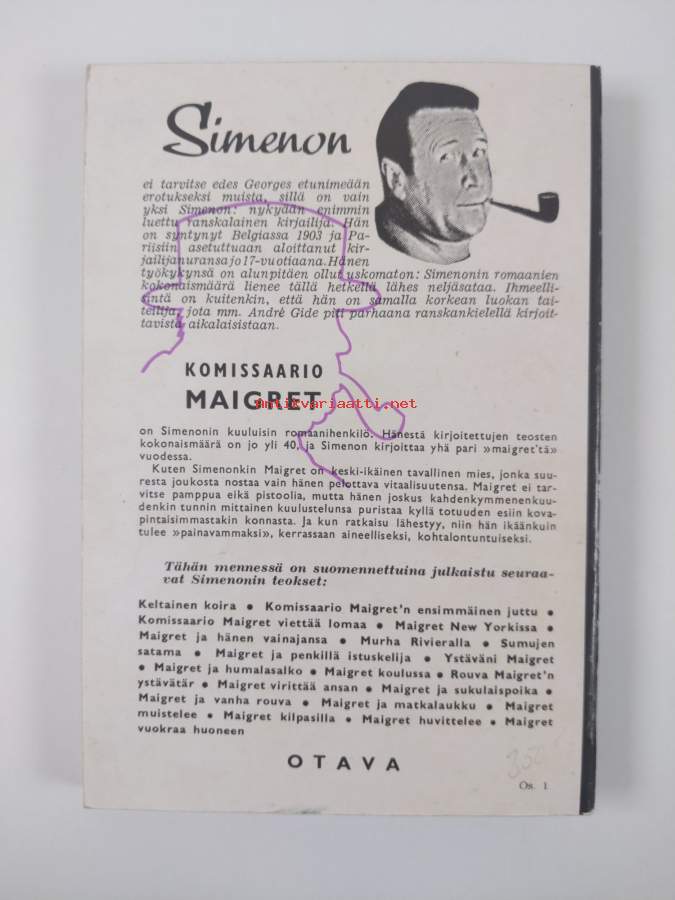 Simenon
ei tarvitse edes Georges etunimeään
erotukseksi muista, sillä on vain
yksi Simenon: nykyään enimmin
luettu ranskalainen kirjailija. Hän
on syntynyt Belgiassa 1903 ja Pa-
riisiin asetuttuaan aloittanut kir-
jailijanuransa jo 17-vuotiaana. Hänen
työkykynsä on alunpitäen ollut uskomaton: Simenonin romaanien
kokonaismäärä lienee tällä hetkellä lähes neljäsataa. Ihmeelli-
sintä on kuitenkin, että hän on samalla korkean luokan tai-
teilija, jota mm. André Gide piti parhaana ranskankielellä kirjoit-
tavista aikalaisistaan.
KOMISSAARIO
MAIGRET
Antikvariaatti.net
on Simenonin kuuluisin romaanihenkilö. Hänestä kirjoitettujen teosten
kokonaismäärä on jo yli 40, ja Simenon kirjoittaa yhä pari »maigret'tä»
vuodessa.
Kuten Simenonkin Maigret on keski-ikäinen tavallinen mies, jonka suu-
resta joukosta nostaa vain hänen pelottava vitaalisuutensa. Maigret ei tar-
vitse pamppua eikä pistoolia, mutta hänen joskus kahdenkymmenenkuu-
denkin tunnin mittainen kuulustelunsa puristaa kyllä totuuden esiin kova-
pintaisimmastakin konnasta. Ja kun ratkaisu lähestyy, niin hän ikäänkuin
tulee »painavammaksi», kerrassaan aineelliseksi, kohtalontuntuiseksi.
Tähän mennessä on suomennettuina julkaistu seuraa-
vat Simenonin teokset:
Keltainen koira • Komissaario Maigret'n ensimmäinen juttu •
Komissaario Maigret viettää lomaa • Maigret New Yorkissa •
Maigret ja hänen vainajansa • Murha Rivieralla • Sumujen
satama • Maigret ja penkillä istuskelija • Ystäväni Maigret
• Maigret ja humalasalko • Maigret koulussa • Rouva Maigret'n
ystävätär • Maigret virittää ansan • Maigret ja sukulaispoika •
Maigret ja vanha rouva • Maigret ja matkalaukku • Maigret
muistelee • Maigret kilpasilla • Maigret huvittelee • Maigret
vuokraa huoneen
OTAVA
Os. 1